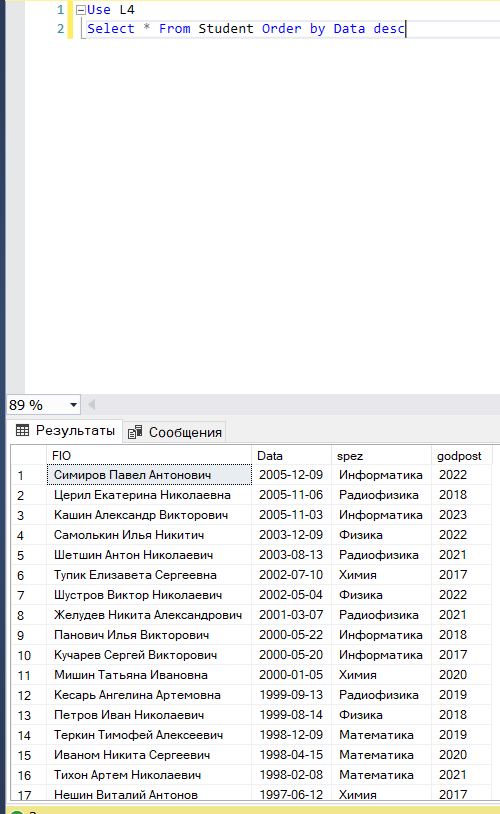 1 Use L4
2 Select * From Student Order by Data desc
89 %
Результаты Сообщения
FIO Data spez godpost
1 Симиров Павел Антонович 2005-12-09 Информатика 2022
2 Церил Екатерина Николаевна 2005-11-06 Радиофизика 2018
3 Кашин Александр Викторович 2005-11-03 Информатика 2023
4 Самолькин Илья Никитич 2003-12-09 Физика 2022
5 Шетшин Антон Николаевич 2003-08-13 Радиофизика 2021
6 Тупик Елизавета Сергеевна 2002-07-10 Химия 2017
7 Шустров Виктор Николаевич 2002-05-04 Физика 2022
8 Желудев Никита Александрович 2001-03-07 Радиофизика 2021
9 Панович Илья Викторович 2000-05-22 Информатика 2018
10 Кучарев Сергей Викторович 2000-05-20 Информатика 2017
11 Мишин Татьяна Ивановна 2000-01-05 Химия 2020
12 Кесарь Ангелина Артемовна 1999-09-13 Радиофизика 2019
13 Петров Иван Николаевич 1999-08-14 Физика 2018
14 Теркин Тимофей Алексеевич 1998-12-09 Математика 2019
15 Иваном Никита Сергеевич 1998-04-15 Математика 2020
16 Тихон Артем Николаевич 1998-02-08 Математика 2021
17 Нешин Виталий Антонов 1997-06-12 Химия 2017